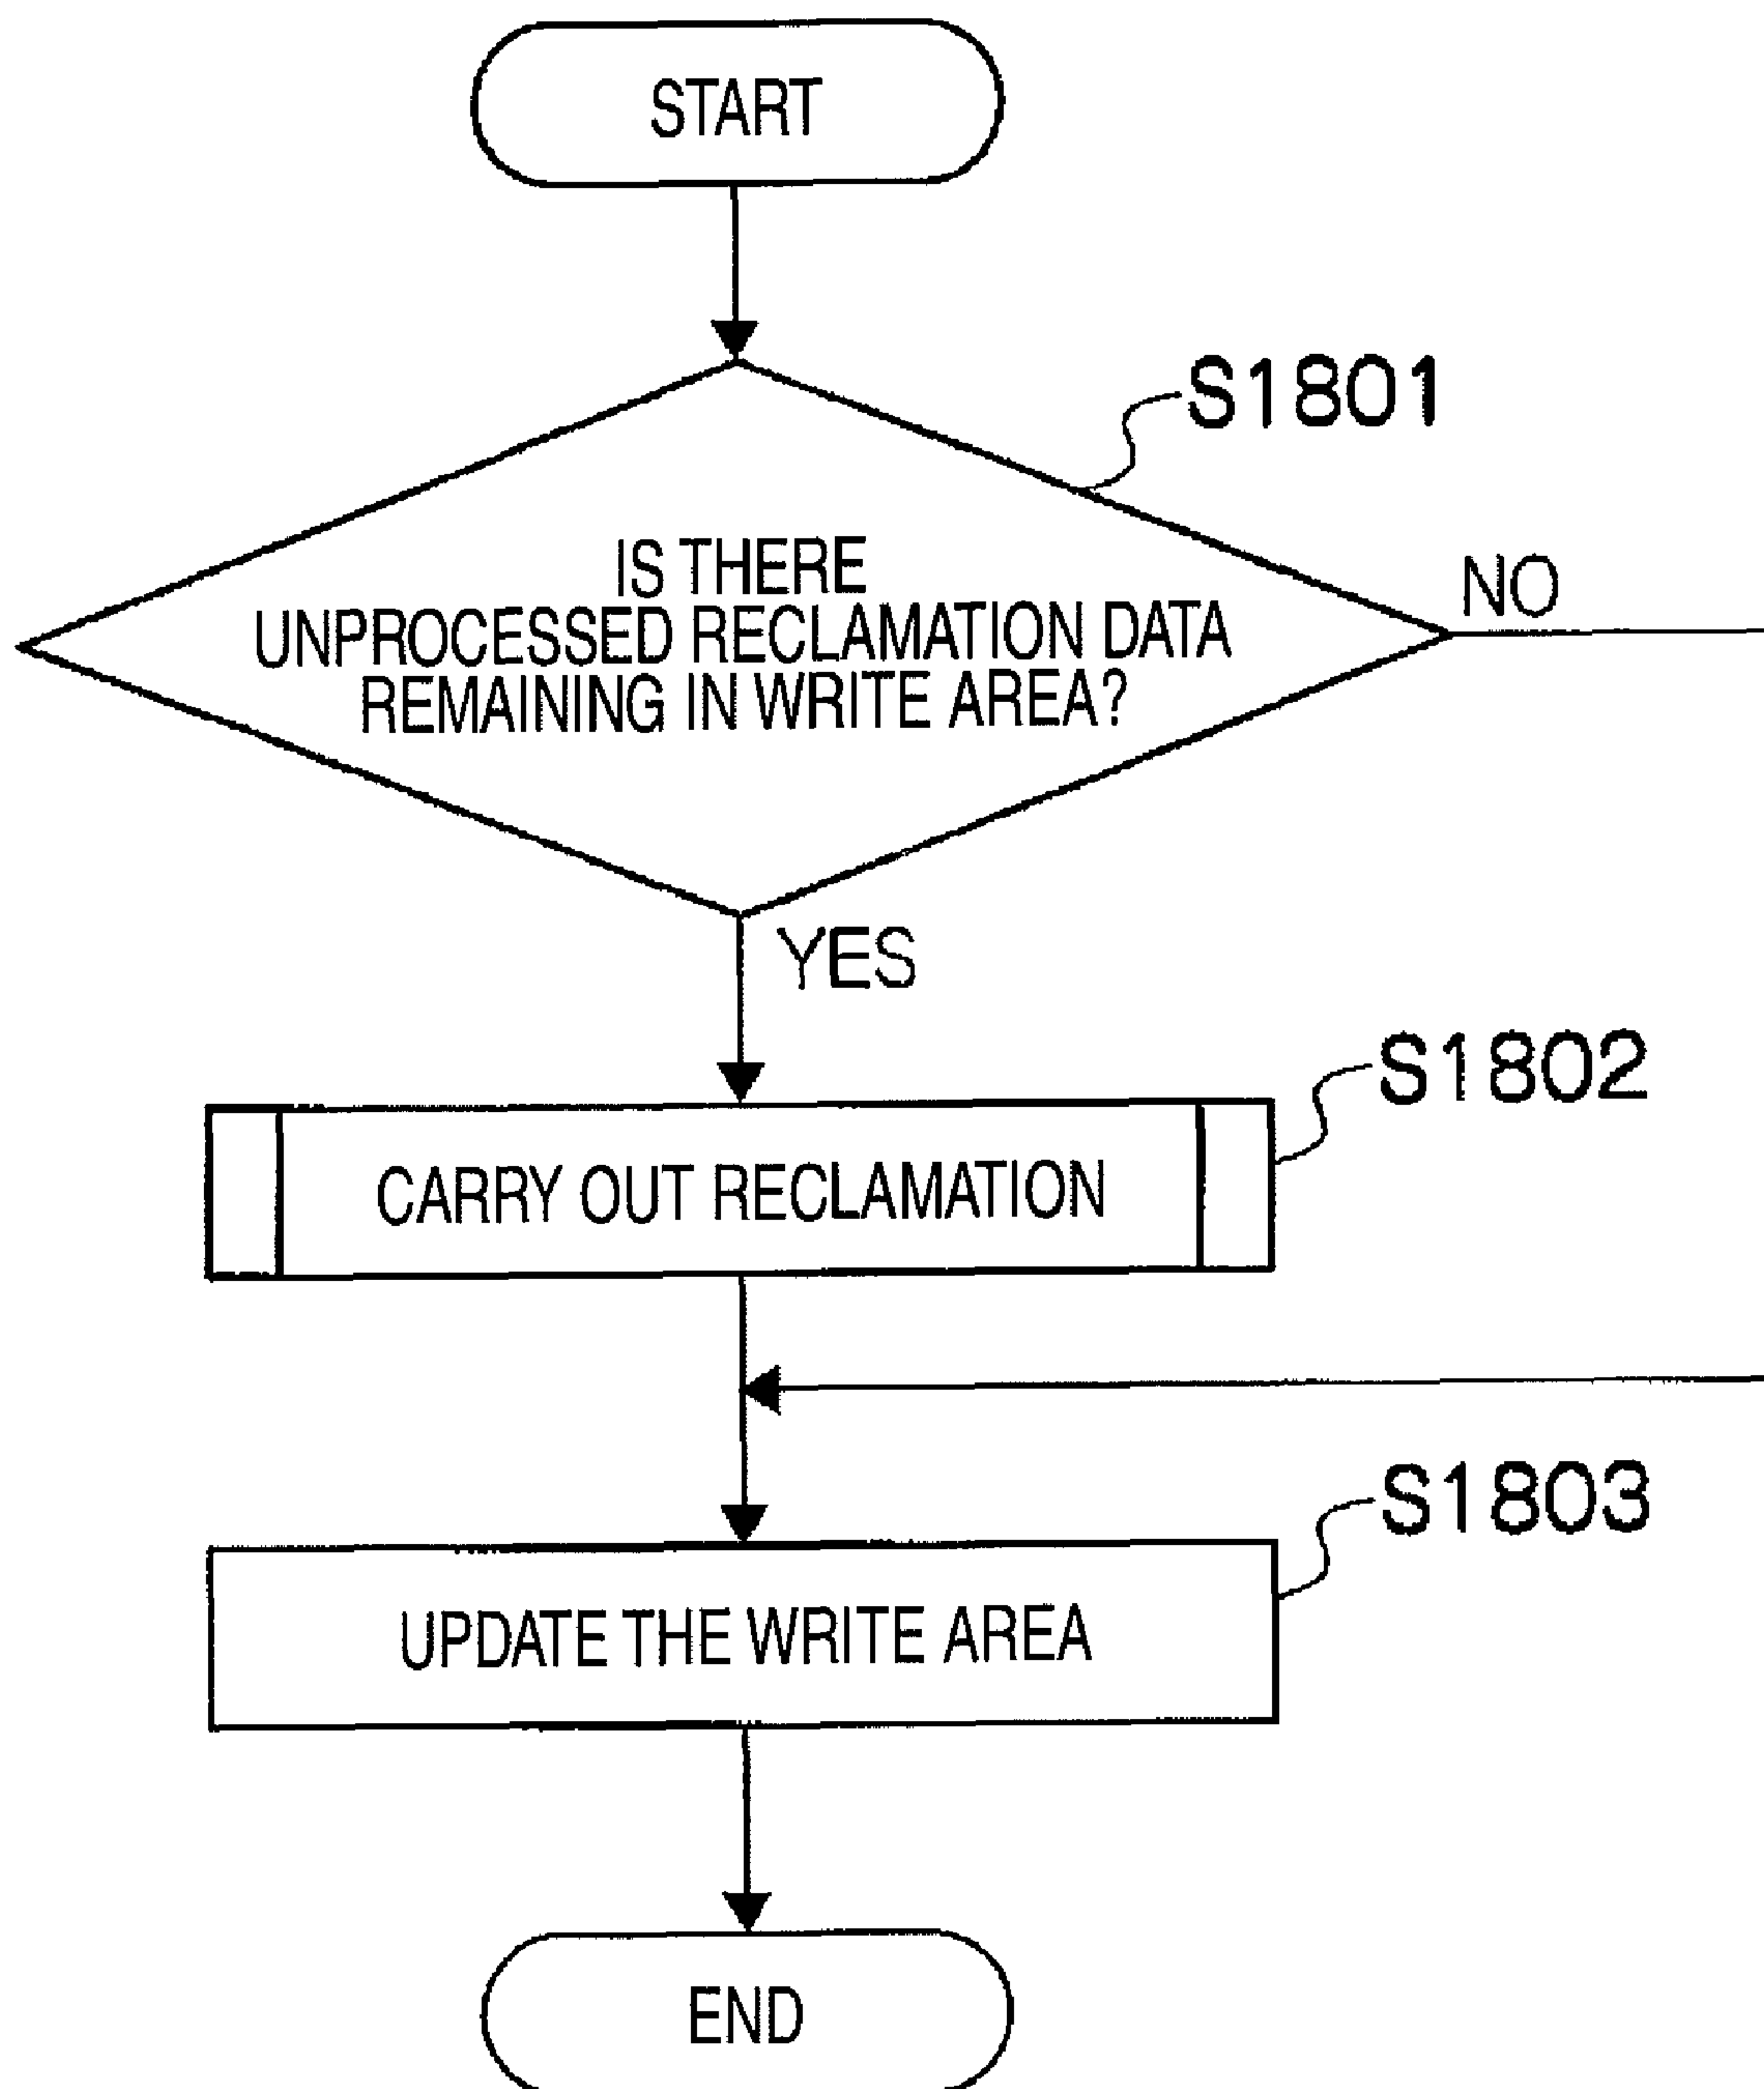 START
S1801
IS THERE
UNPROCESSED RECLAMATION DATA
REMAINING IN WRITE AREA?
NO
YES
S1802
CARRY OUT RECLAMATION
S1803
UPDATE THE WRITE AREA
END